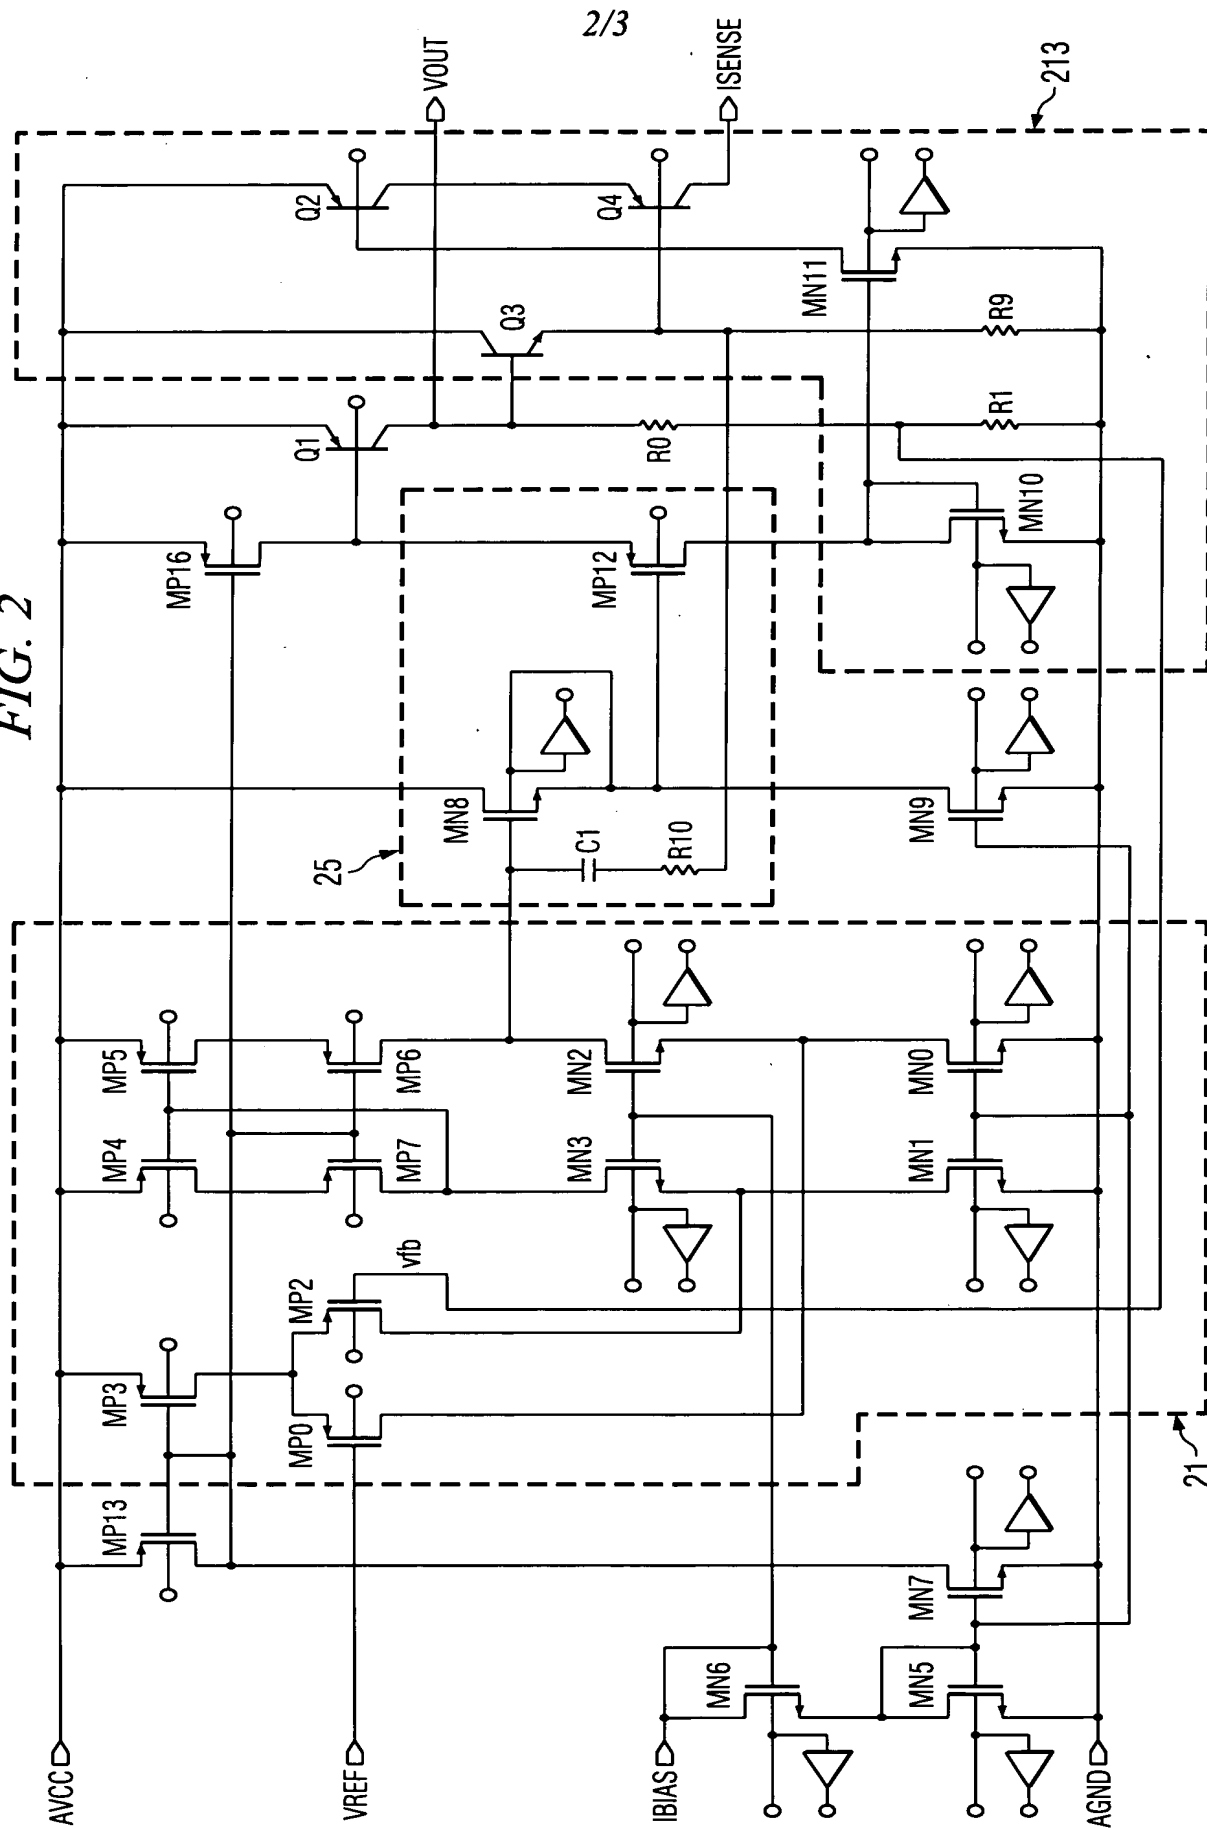 2/3
FIG. 2
AVCC
VREF
IBIAS
AGND
MP13
MP3
MP0
MP2
vfb
MP4
MP5
MP7
MP6
MN3
MN2
MN1
MN0
MN6
MN5
MN7
21
25
MN8
C1
R10
MN9
MP16
MP12
Q1
R0
R1
MN10
Q3
R9
Q2
Q4
MN11
VOUT
ISENSE
213